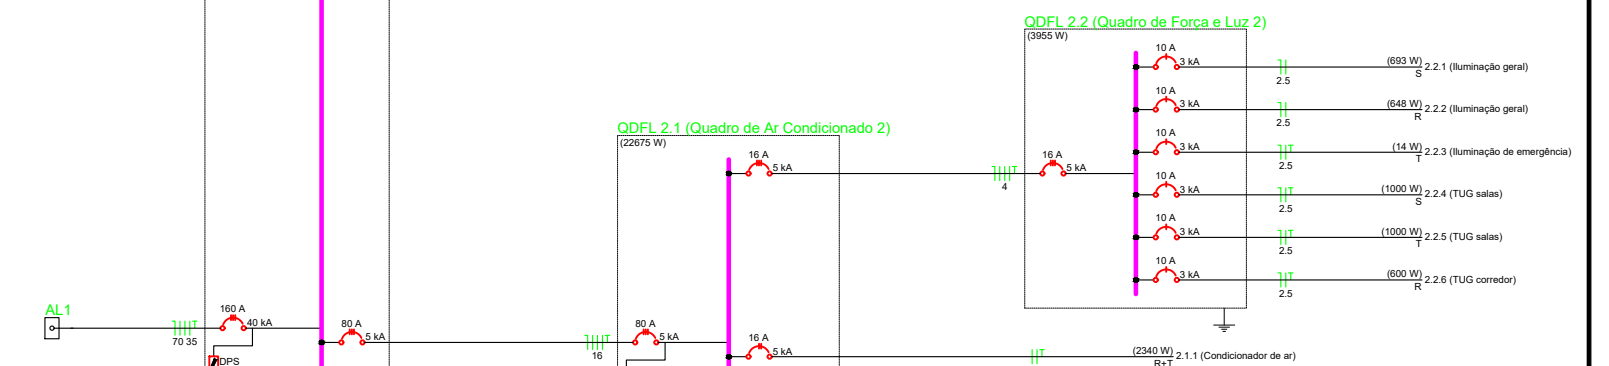 QDFL 2.2 (Quadro de Força e Luz 2)
(3955 W)
10 A
3 kA
2.5
(693 W)
S
2.2.1 (Iluminação geral)
10 A
3 kA
2.5
(648 W)
R
2.2.2 (Iluminação geral)
10 A
3 kA
2.5
(14 W)
T
2.2.3 (Iluminação de emergência)
10 A
3 kA
2.5
(1000 W)
S
2.2.4 (TUG salas)
10 A
3 kA
2.5
(1000 W)
T
2.2.5 (TUG salas)
10 A
3 kA
2.5
(600 W)
R
2.2.6 (TUG corredor)
QDFL 2.1 (Quadro de Ar Condicionado 2)
(22675 W)
16 A
5 kA
4
16 A
5 kA
AL1
70 35
160 A
40 kA
DPS
80 A
5 kA
16
80 A
5 kA
16 A
5 kA
(2340 W)
R+T
2.1.1 (Condicionador de ar)